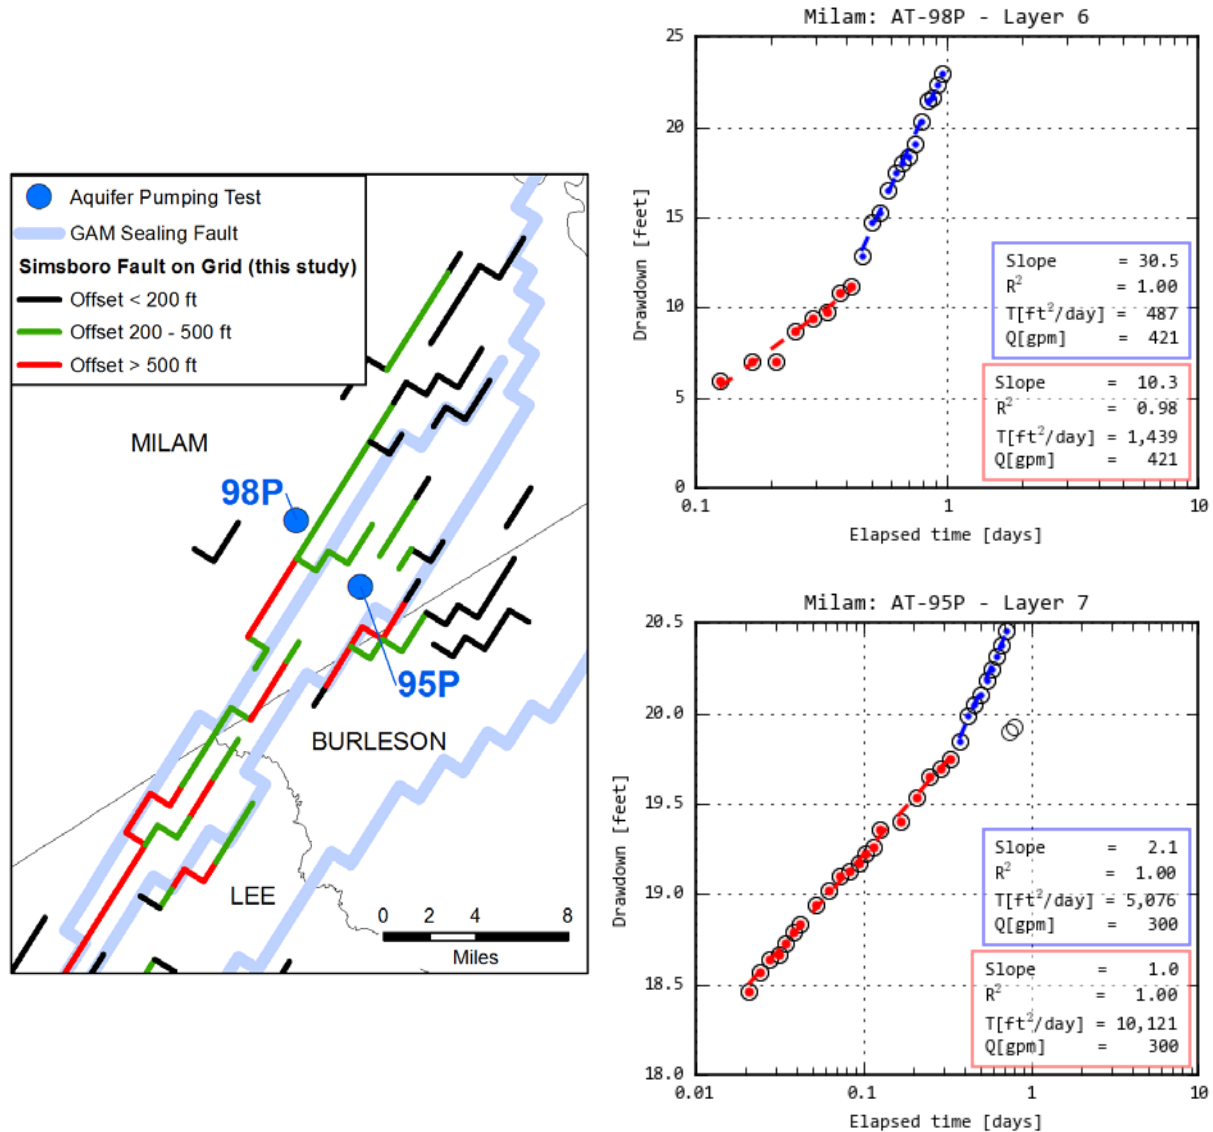 Aquifer Pumping Test
GAM Sealing Fault
Simsboro Fault on Grid (this study)
Offset < 200 ft
Offset 200 - 500 ft
Offset > 500 ft
MILAM
98P
95P
BURLESON
LEE
0 2 4 8
Miles
Milam: AT-98P - Layer 6
25
20
15
10
5
0
Drawdown [feet]
Slope = 30.5
R² = 1.00
T[ft²/day] = 487
Q[gpm] = 421
Slope = 10.3
R² = 0.98
T[ft²/day] = 1,439
Q[gpm] = 421
0.1 1 10
Elapsed time [days]
Milam: AT-95P - Layer 7
20.5
20.0
19.5
19.0
18.5
18.0
Drawdown [feet]
Slope = 2.1
R² = 1.00
T[ft²/day] = 5,076
Q[gpm] = 300
Slope = 1.0
R² = 1.00
T[ft²/day] = 10,121
Q[gpm] = 300
0.01 0.1 1 10
Elapsed time [days]